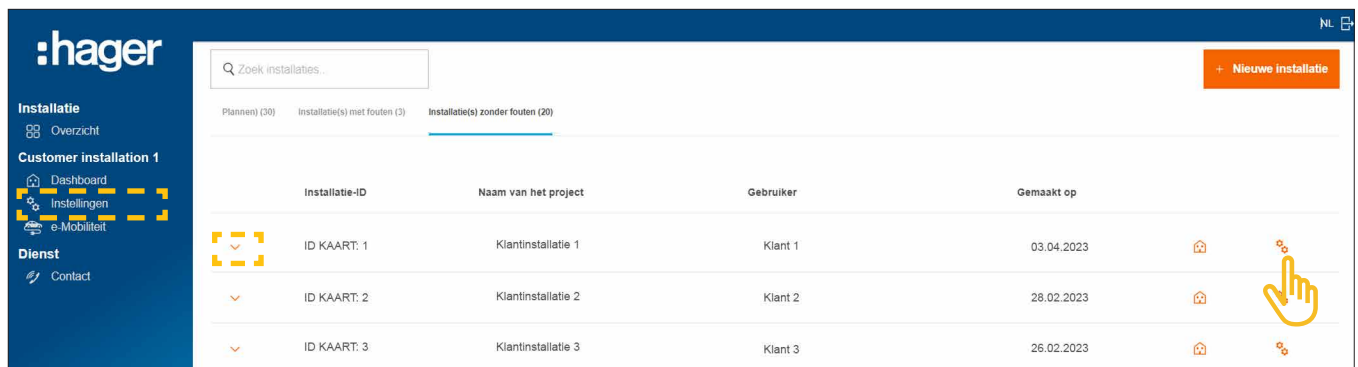 NL
:hager
Zoek installaties..
+ Nieuwe installatie
Installatie
Overzicht
Customer installation 1
Dashboard
Instellingen
e-Mobiliteit
Dienst
Contact
Plannen) (30) Installatie(s) met fouten (3) Installatie(s) zonder fouten (20)
Installatie-ID Naam van het project Gebruiker Gemaakt op
ID KAART: 1 Klantinstallatie 1 Klant 1 03.04.2023
ID KAART: 2 Klantinstallatie 2 Klant 2 28.02.2023
ID KAART: 3 Klantinstallatie 3 Klant 3 26.02.2023